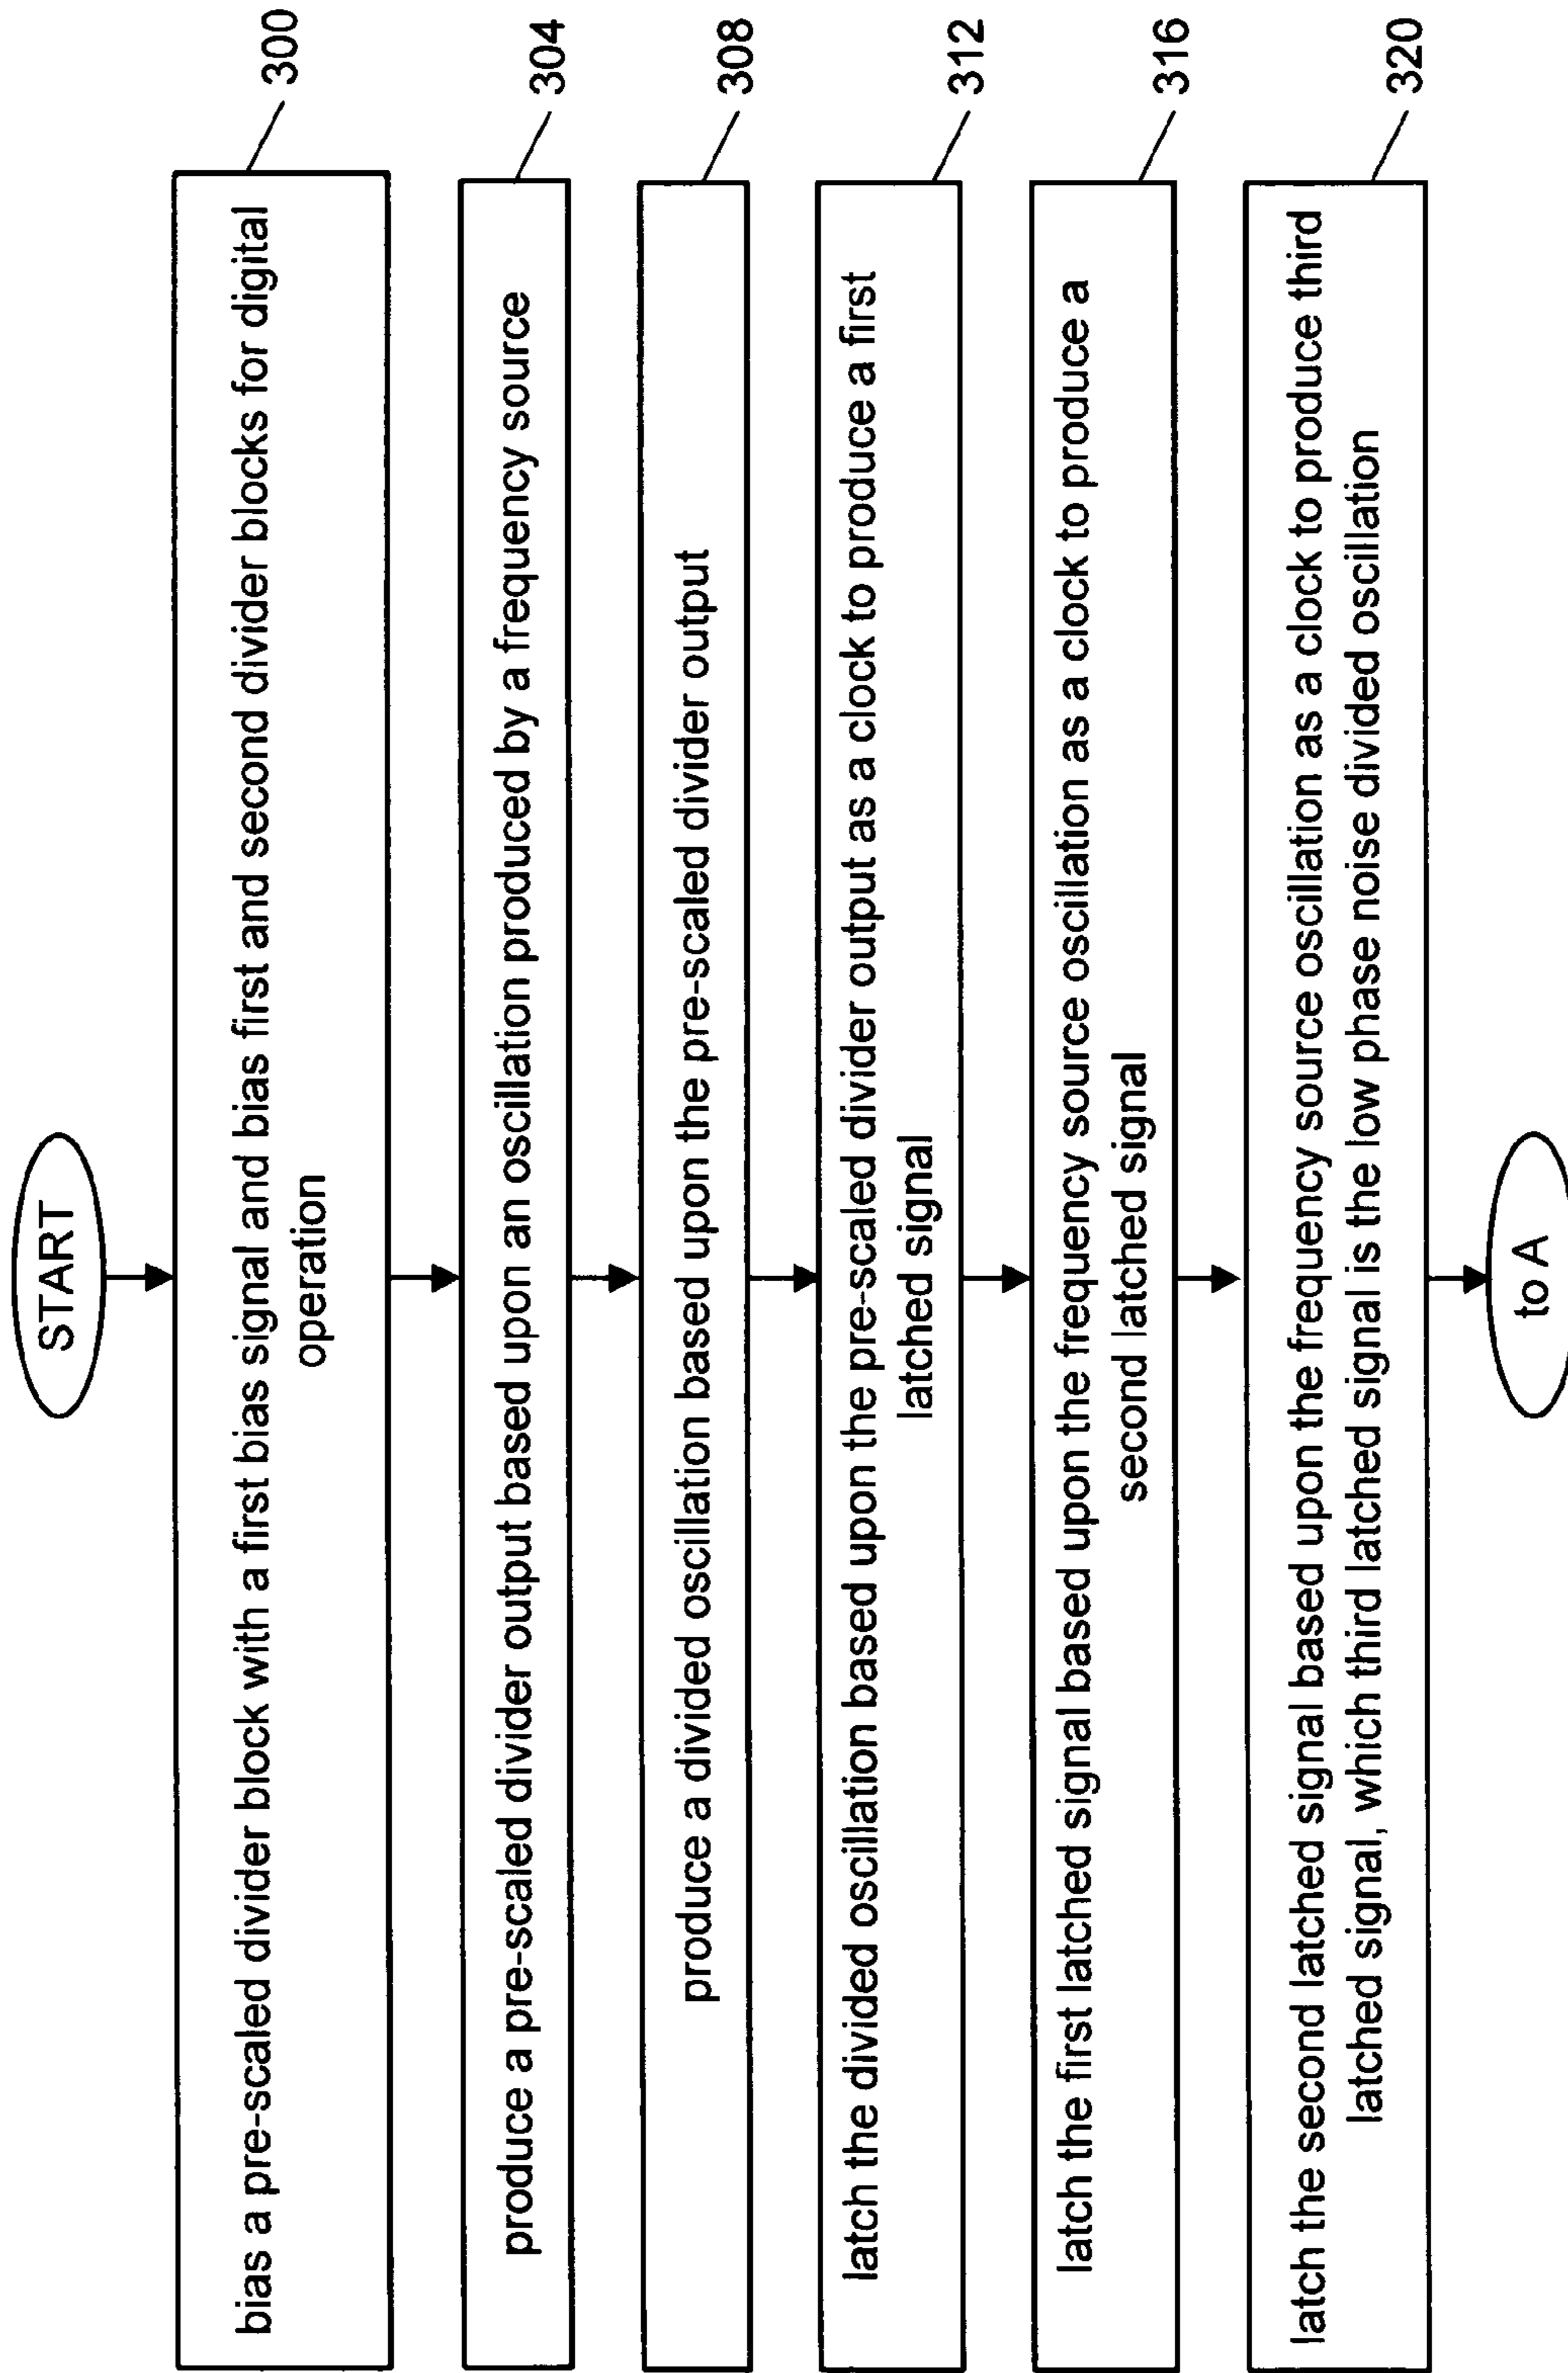 START
bias a pre-scaled divider block with a first bias signal and bias first and second divider blocks for digital
operation
300
produce a pre-scaled divider output based upon an oscillation produced by a frequency source
304
produce a divided oscillation based upon the pre-scaled divider output
308
latch the divided oscillation based upon the pre-scaled divider output as a clock to produce a first
latched signal
312
latch the first latched signal based upon the frequency source oscillation as a clock to produce a
second latched signal
316
latch the second latched signal based upon the frequency source oscillation as a clock to produce third
latched signal, which third latched signal is the low phase noise divided oscillation
320
to A